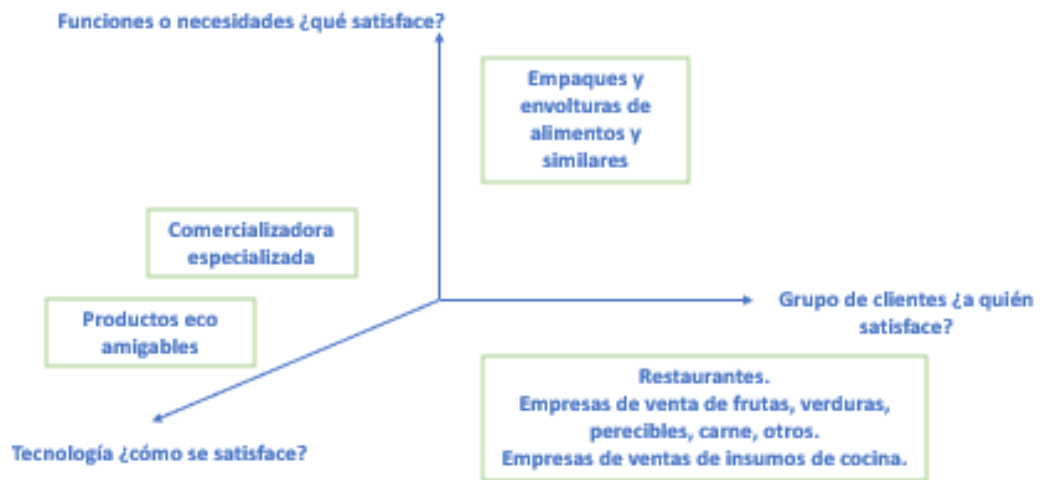 Funciones o necesidades ¿qué satisface?
Empaques y
envolturas de
alimentos y
similares
Comercializadora
especializada
Productos eco
amigables
Grupo de clientes ¿a quién
satisface?
Restaurantes.
Empresas de venta de frutas, verduras,
perecibles, carne, otros.
Empresas de ventas de insumos de cocina.
Tecnología ¿cómo se satisface?